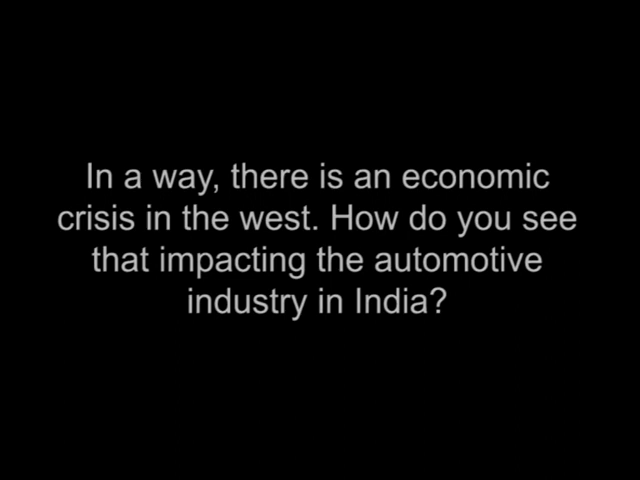 In a way, there is an economic
crisis in the west. How do you see
that impacting the automotive
industry in India?